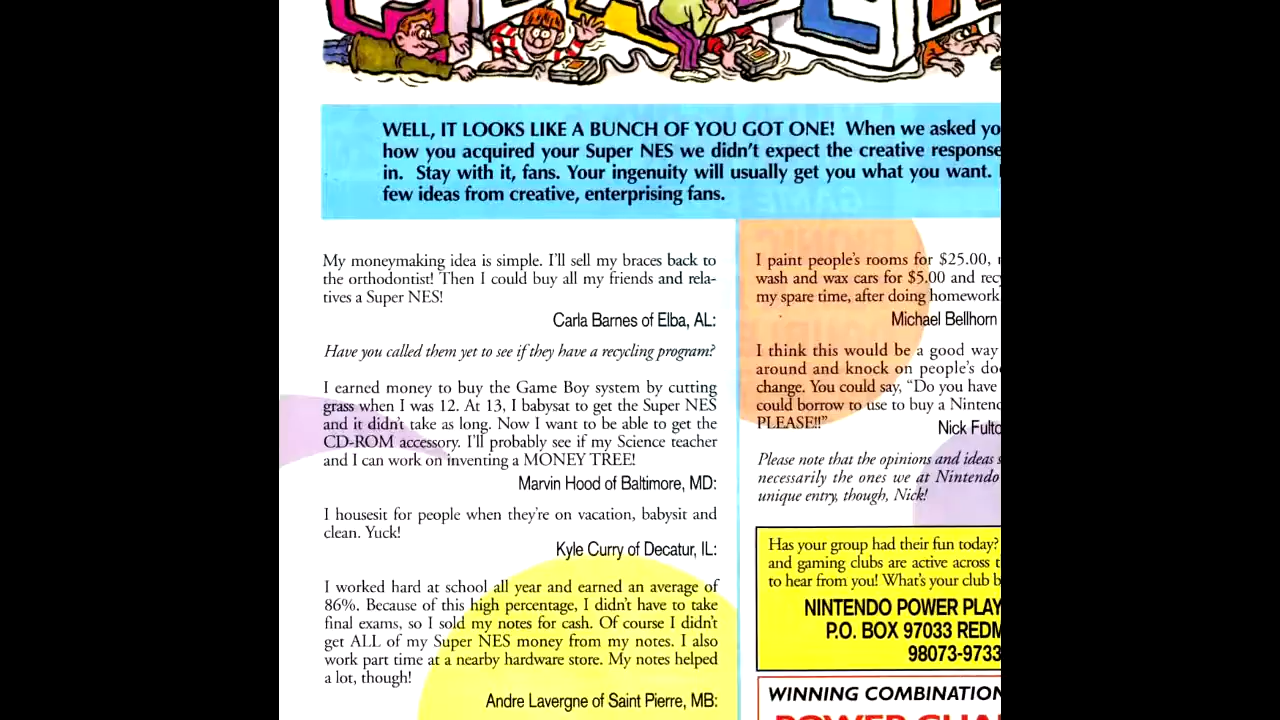 WELL, IT LOOKS LIKE A BUNCH OF YOU GOT ONE! When we asked yo
how you acquired your Super NES we didn't expect the creative response
in. Stay with it, fans. Your ingenuity will usually get you what you want.
few ideas from creative, enterprising fans.
My moneymaking idea is simple. I'll sell my braces back to
the orthodontist! Then I could buy all my friends and rela-
tives a Super NES!
Carla Barnes of Elba, AL:
Have you called them yet to see if they have a recycling program?
I earned money to buy the Game Boy system by cutting
grass when I was 12. At 13, I babysat to get the Super NES
and it didn't take as long. Now I want to be able to get the
CD-ROM accessory. I'll probably see if my Science teacher
and I can work on inventing a MONEY TREE!
Marvin Hood of Baltimore, MD:
I housesit for people when they're on vacation, babysit and
clean. Yuck!
Kyle Curry of Decatur, IL:
I worked hard at school all year and earned an average of
86%. Because of this high percentage, I didn't have to take
final exams, so I sold my notes for cash. Of course I didn't
get ALL of my Super NES money from my notes. I also
work part time at a nearby hardware store. My notes helped
a lot, though!
Andre Lavergne of Saint Pierre, MB:
I paint people's rooms for $25.00,
wash and wax cars for $5.00 and rec
my spare time, after doing homework
Michael Bellhorn
I think this would be a good way
around and knock on people's do
change. You could say, "Do you have
could borrow to use to buy a Ninten
PLEASE!!"
Nick Fulto
Please note that the opinions and ideas
necessarily the ones we at Nintendo
unique entry, though, Nick!
Has your group had their fun today?
and gaming clubs are active across t
to hear from you! What's your club b
NINTENDO POWER PLAY
P.O. BOX 97033 REDM
98073-9733
WINNING COMBINATION